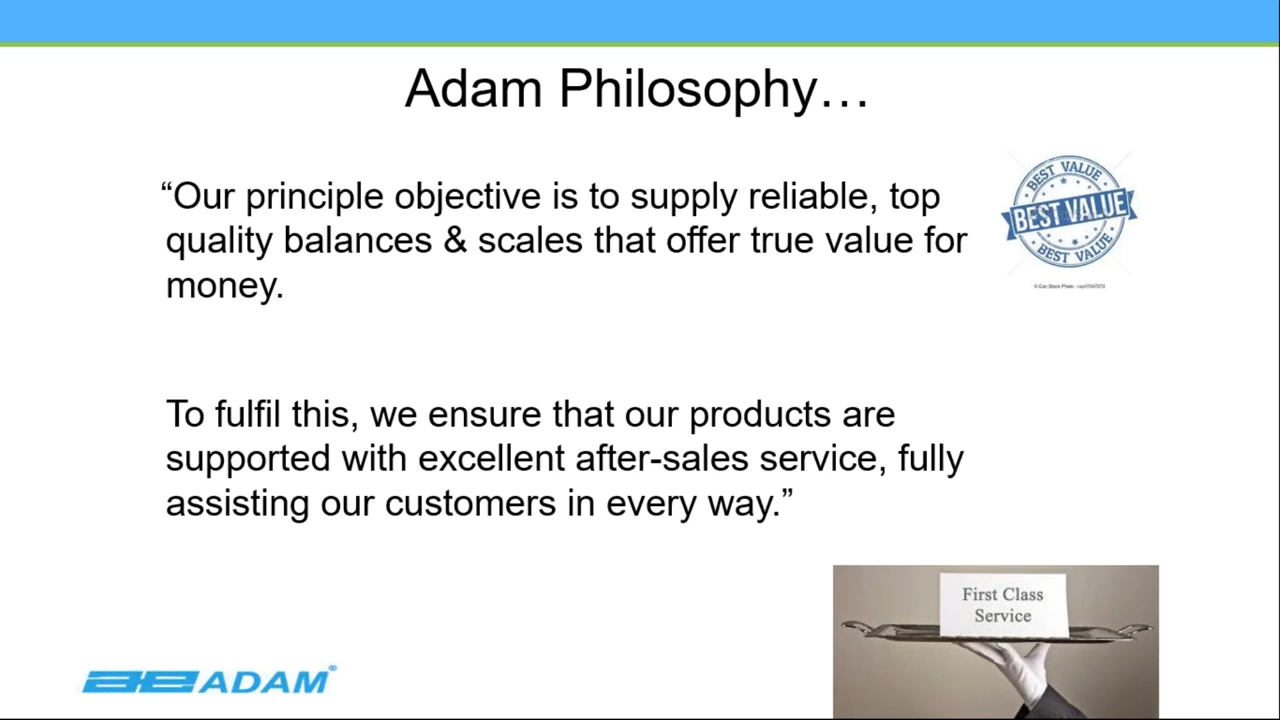 Adam Philosophy…
“Our principle objective is to supply reliable, top
quality balances & scales that offer true value for
money.
BEST VALUE
BEST VALUE
BEST VALUE
To fulfil this, we ensure that our products are
supported with excellent after-sales service, fully
assisting our customers in every way.”
First Class
Service
ADAM®